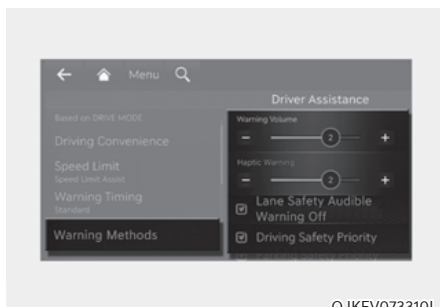 Menu
Driver Assistance
Based on DRIVE MODE
Driving Convenience
Speed Limit
Speed Limit Assist
Warning Timing
Standard
Warning Methods
Warning Volume
- 2 +
Haptic Warning
- 2 +
Lane Safety Audible
Warning Off
Driving Safety Priority